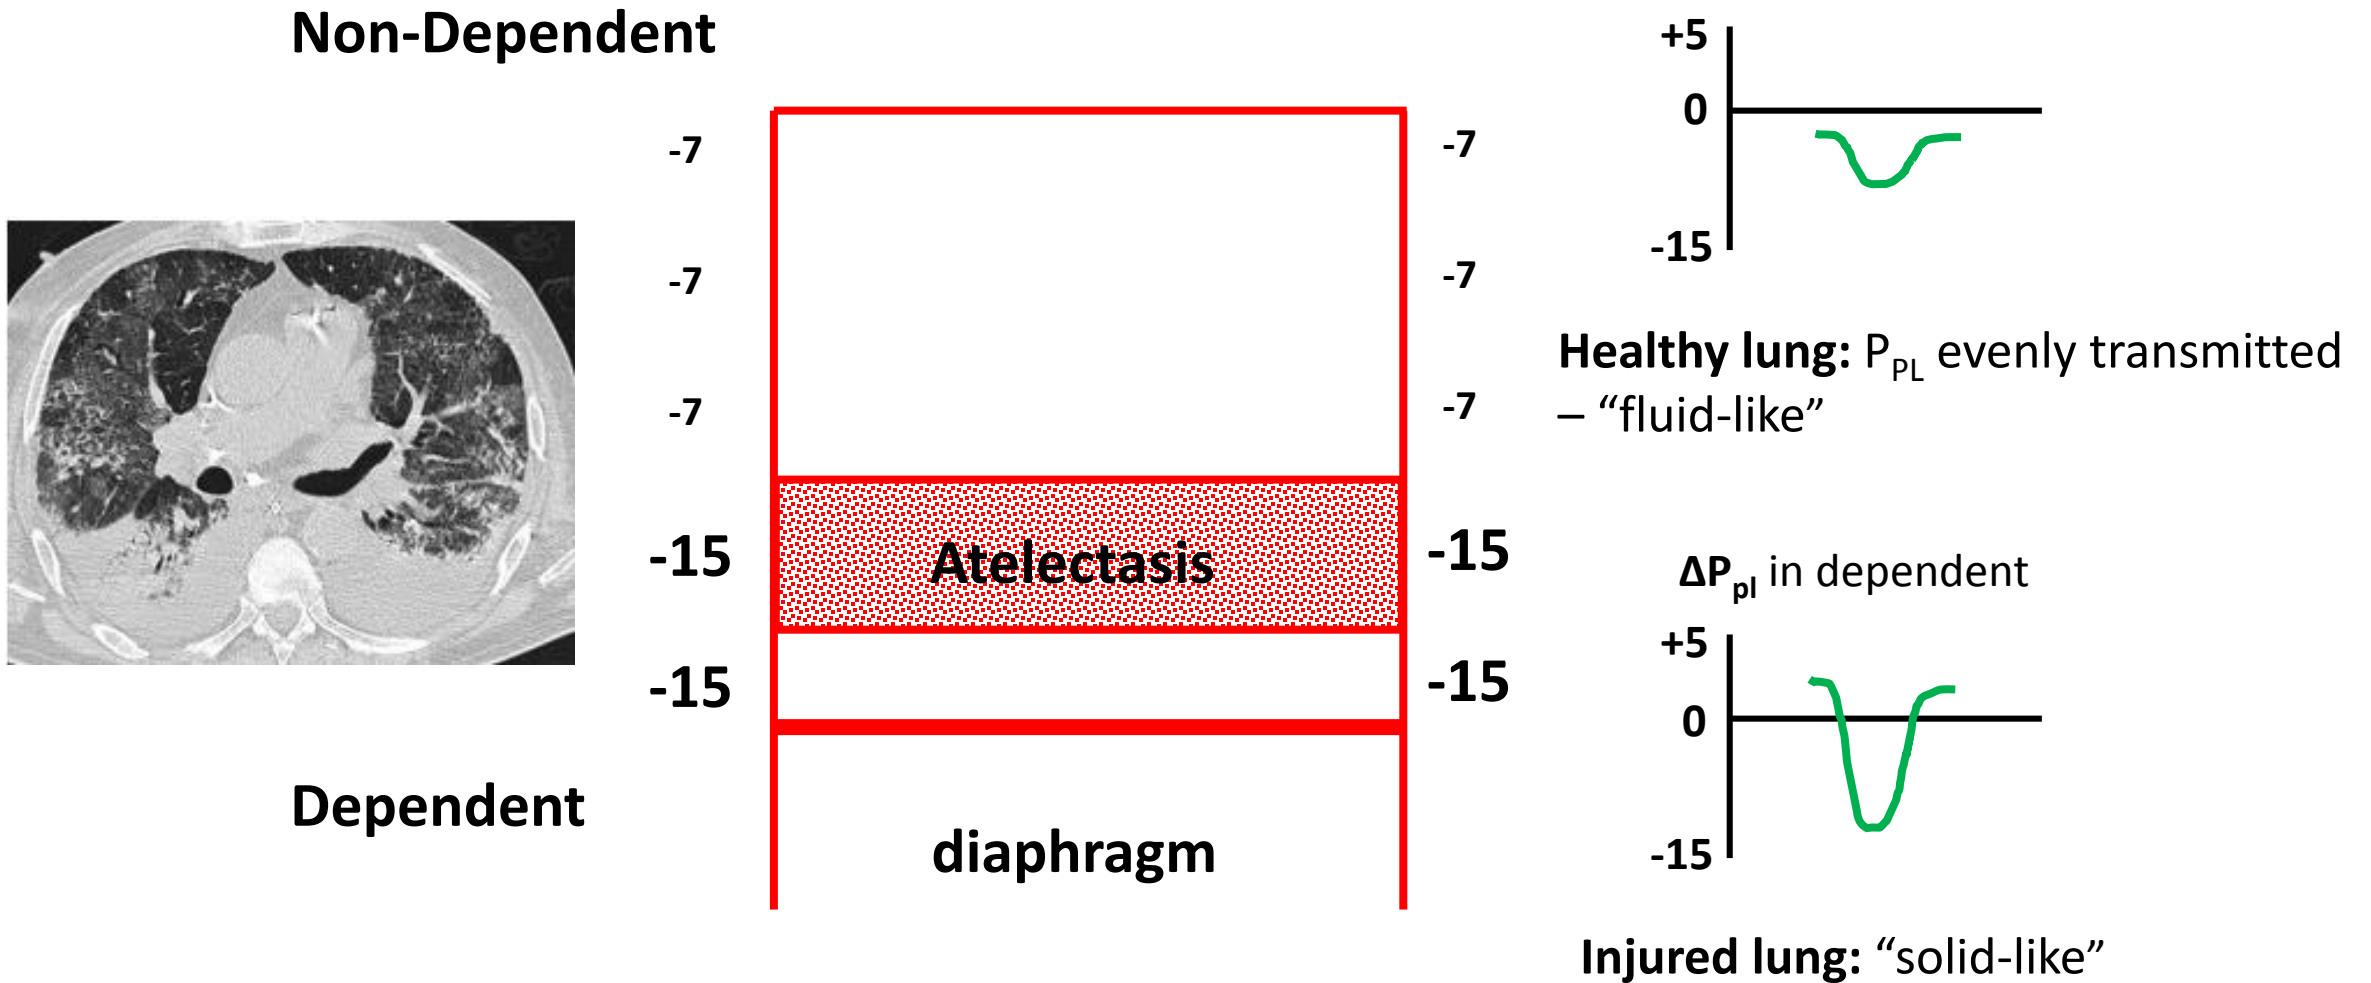 Non-Dependent
-7
-7
-7
-15
-15
Dependent
-7
-7
-7
-15
-15
Atelectasis
diaphragm
+5
0
-15
Healthy lung: PPL evenly transmitted
– “fluid-like”
ΔPpl in dependent
+5
0
-15
Injured lung: “solid-like”